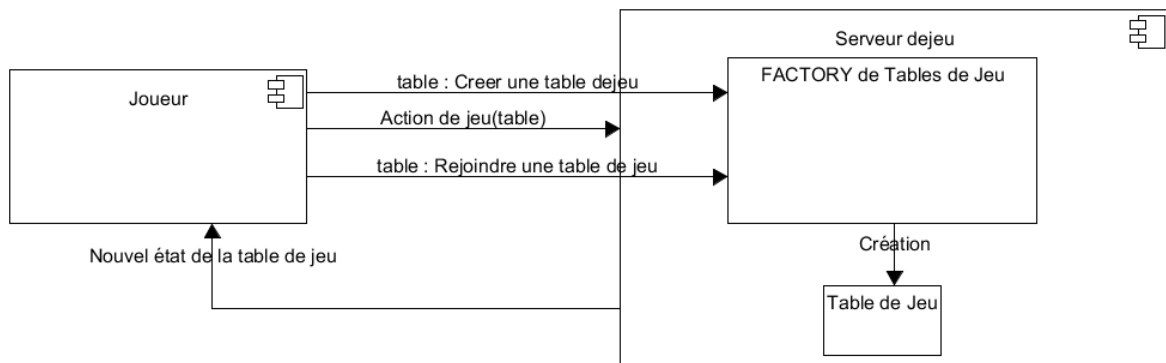 Serveur dejeu
FACTORY de Tables de Jeu
Joueur
table : Creer une table dejeu
Action de jeu(table)
table : Rejoindre une table de jeu
Nouvel état de la table de jeu
Création
Table de Jeu